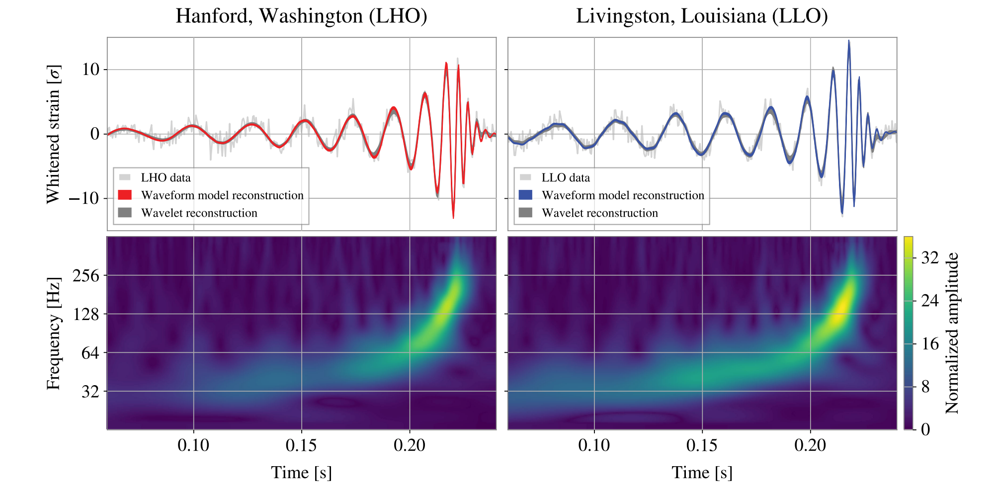 Hanford, Washington (LHO)
Livingston, Louisiana (LLO)
Whitened strain [σ]
10
0
−10
LHO data
Waveform model reconstruction
Wavelet reconstruction
LLO data
Waveform model reconstruction
Wavelet reconstruction
Frequency [Hz]
256
128
64
32
0.10 0.15 0.20
Time [s]
0.10 0.15 0.20
Time [s]
32
24
16
8
0
Normalized amplitude